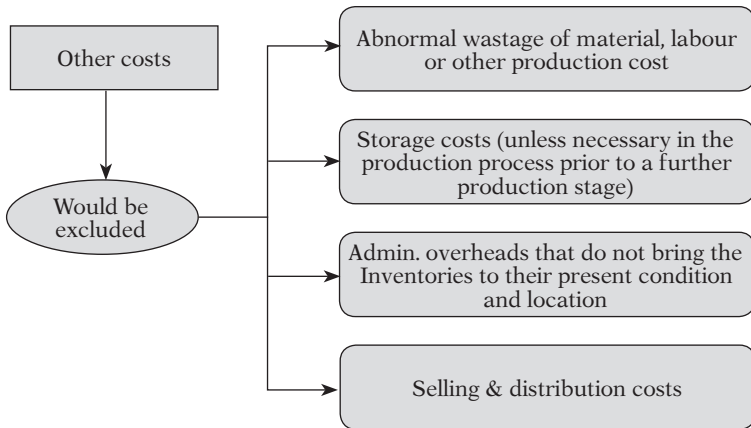 Other costs
Would be
excluded
Abnormal wastage of material, labour
or other production cost
Storage costs (unless necessary in the
production process prior to a further
production stage)
Admin. overheads that do not bring the
Inventories to their present condition
and location
Selling & distribution costs